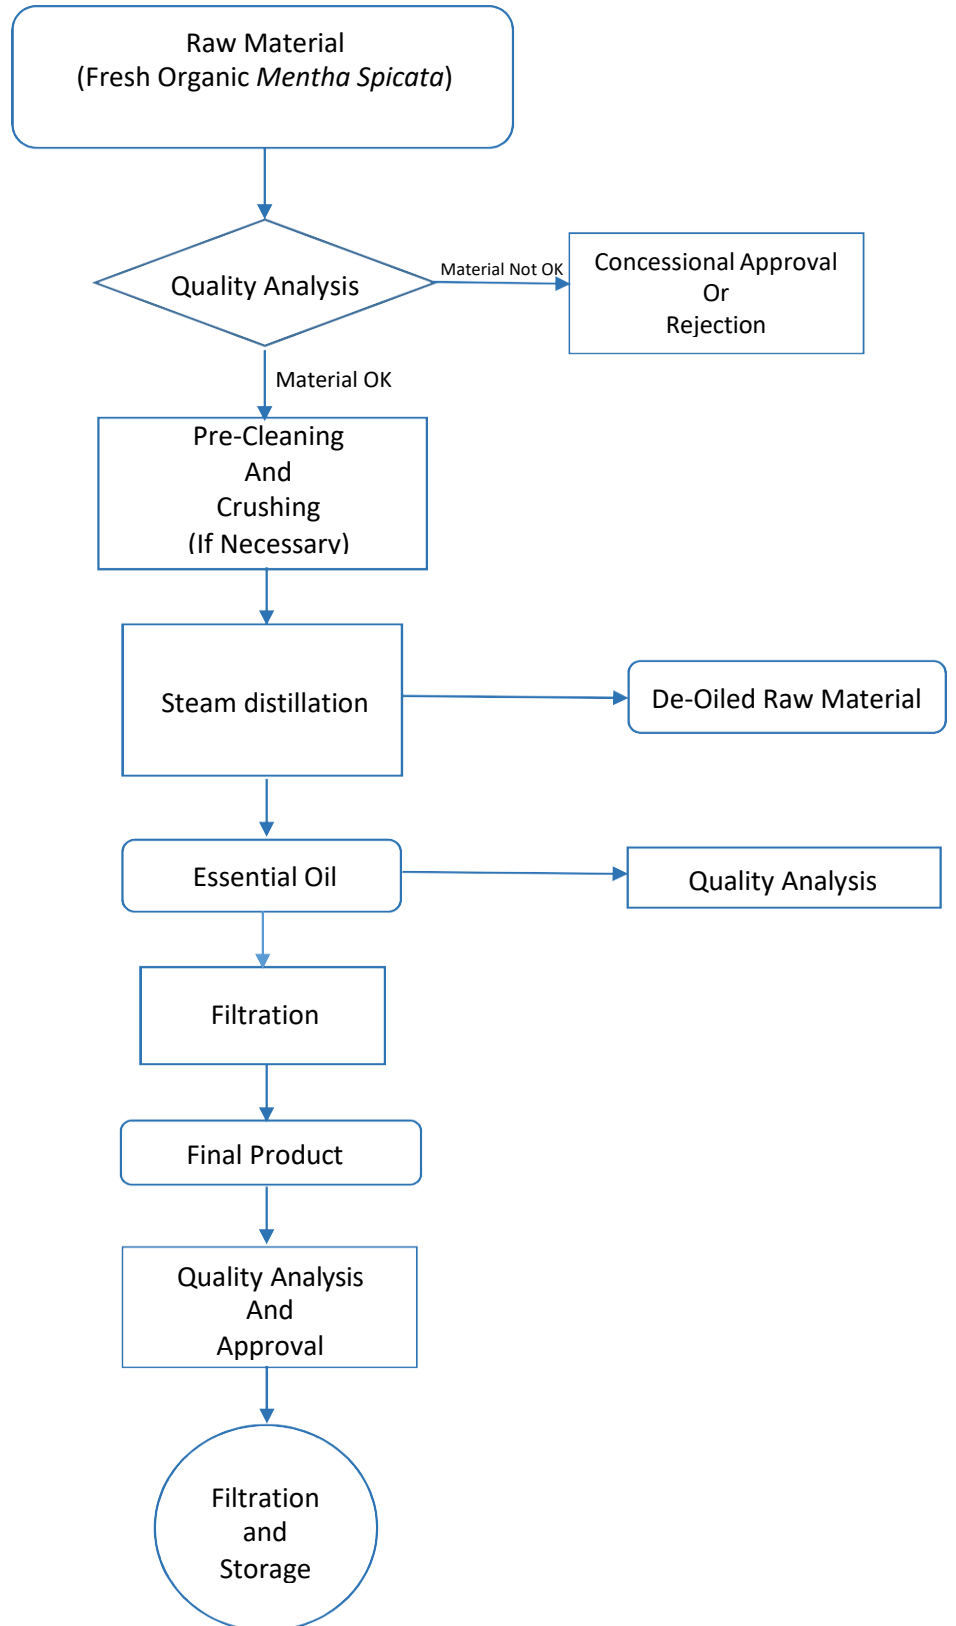 Raw Material
(Fresh Organic Mentha Spicata)
Quality Analysis
Material Not OK
Concessional Approval
Or
Rejection
Material OK
Pre-Cleaning
And
Crushing
(If Necessary)
Steam distillation
De-Oiled Raw Material
Essential Oil
Quality Analysis
Filtration
Final Product
Quality Analysis
And
Approval
Filtration
and
Storage